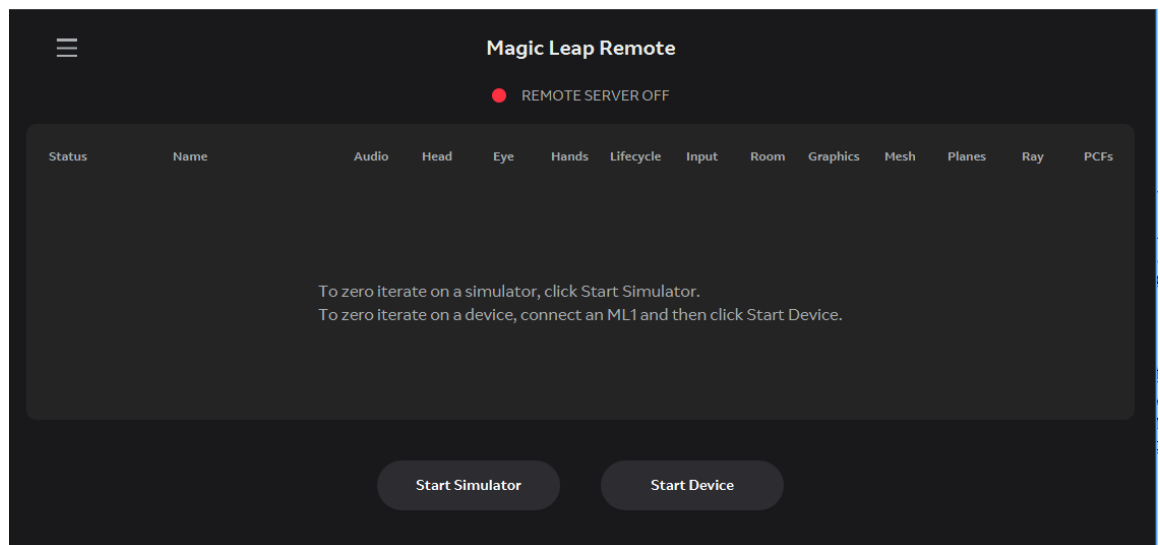 Magic Leap Remote
REMOTE SERVER OFF
Status Name Audio Head Eye Hands Lifecycle Input Room Graphics Mesh Planes Ray PCFs
To zero iterate on a simulator, click Start Simulator.
To zero iterate on a device, connect an ML1 and then click Start Device.
Start Simulator Start Device